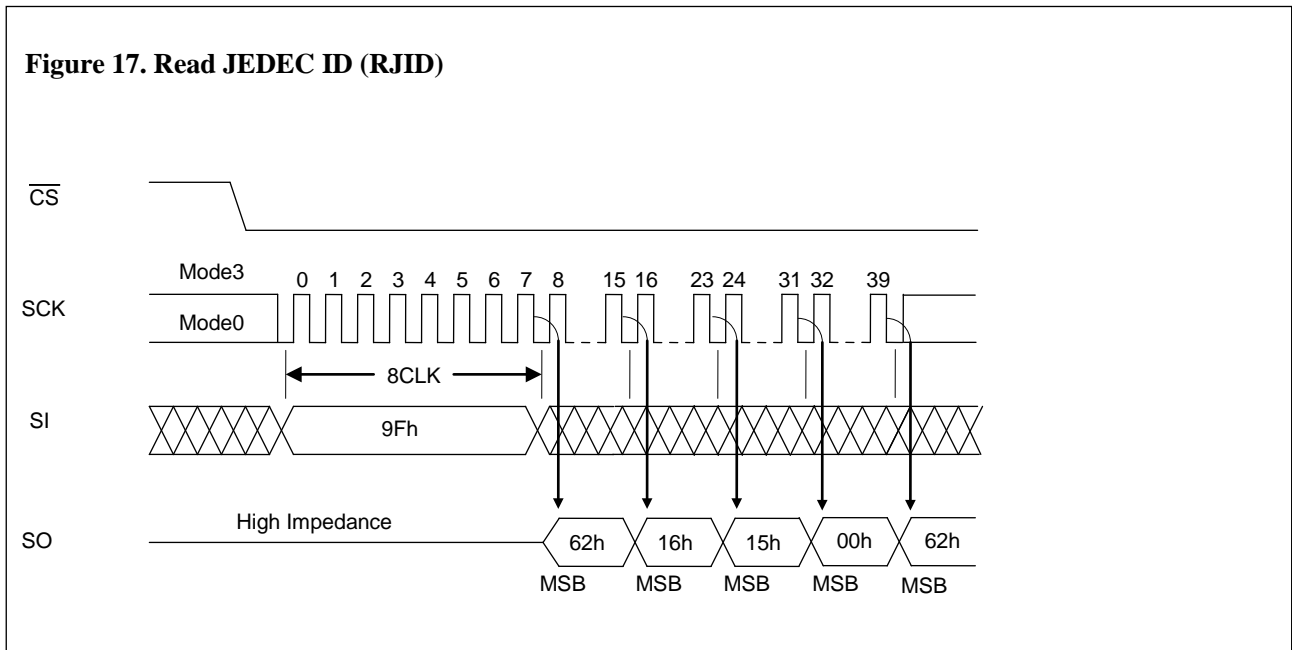 Figure 17. Read JEDEC ID (RJID)
CS
Mode3
0 1 2 3 4 5 6 7 8 15 16 23 24 31 32 39
SCK
Mode0
8CLK
SI
9Fh
High Impedance
SO
62h 16h 15h 00h 62h
MSB MSB MSB MSB MSB